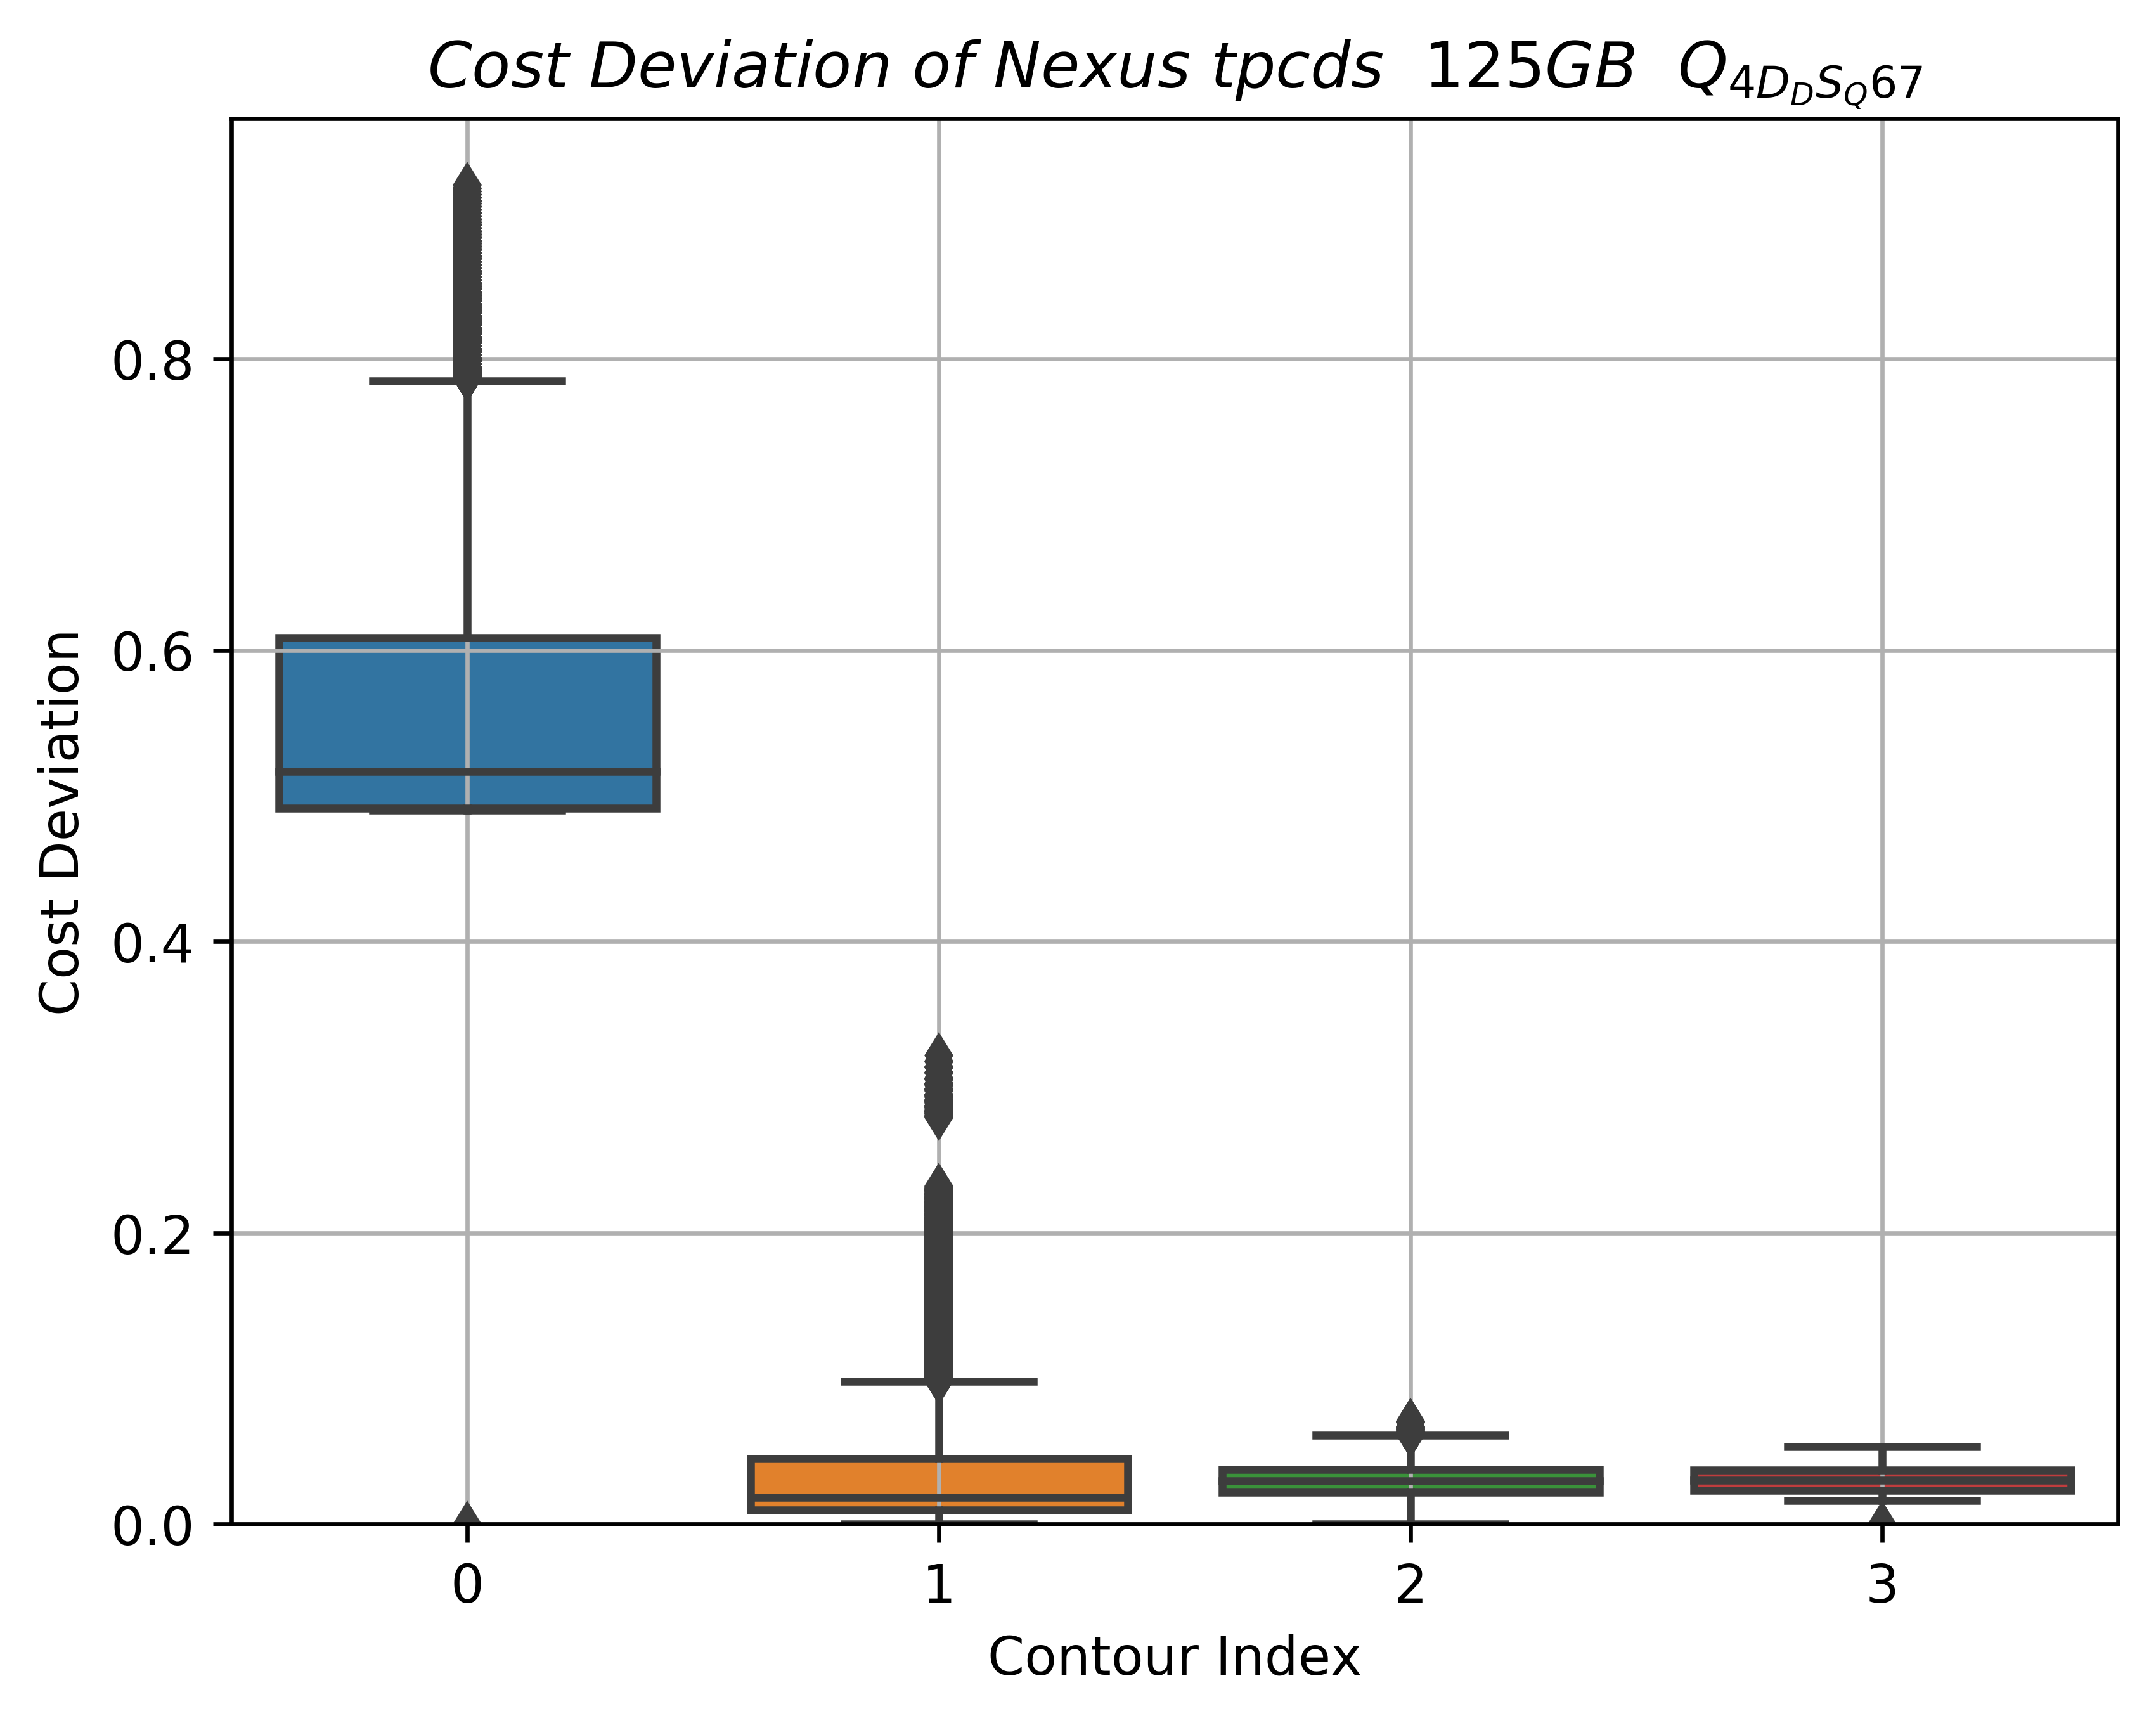 Cost Deviation of Nexus tpcds 125GB Q4DDSQ67
Cost Deviation
0.8
0.6
0.4
0.2
0.0
0 1 2 3
Contour Index